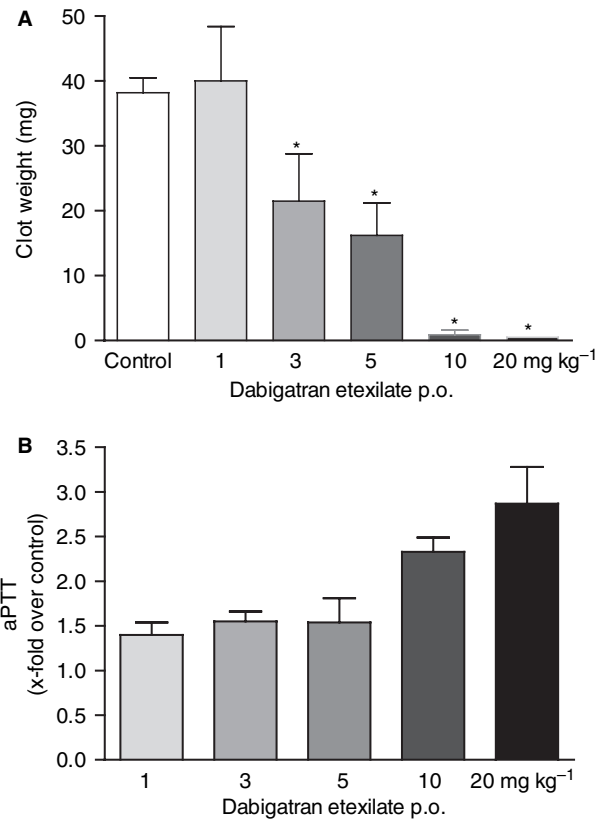 A
Clot weight (mg)
50
40
30
20
10
0
*
*
*
*
Control 1 3 5 10 20 mg kg⁻¹
Dabigatran etexilate p.o.
B
aPTT
(x-fold over control)
3.5
3.0
2.5
2.0
1.5
1.0
0.5
0.0
1 3 5 10 20 mg kg⁻¹
Dabigatran etexilate p.o.